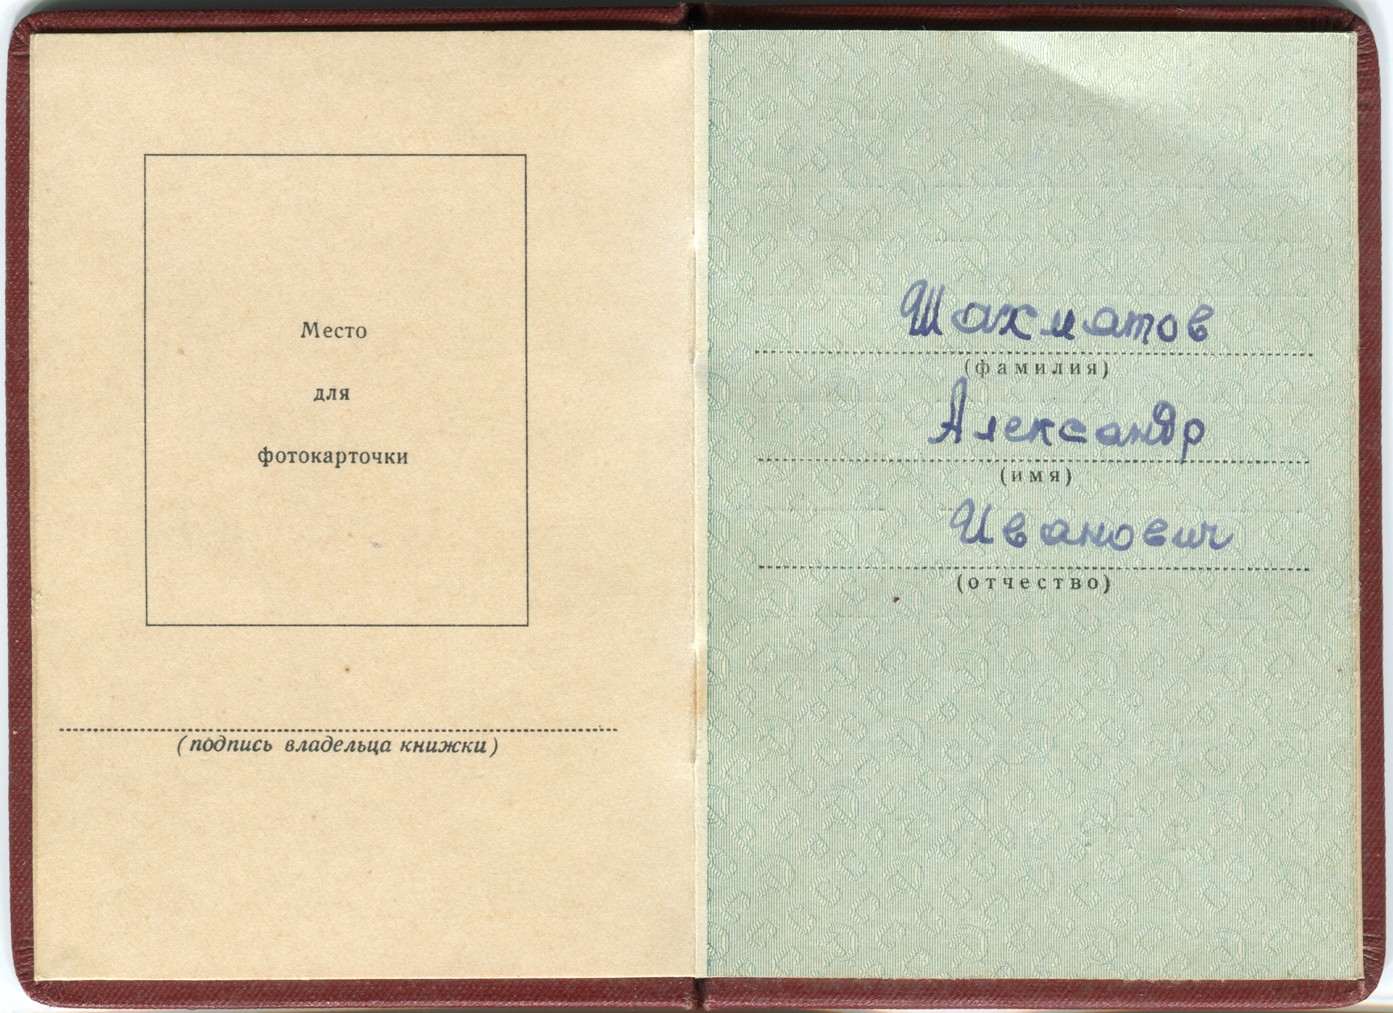 Место
для
фотокарточки
(подпись владельца книжки)
Шахматов
(фамилия)
Александр
(имя)
Иванович
(отчество)